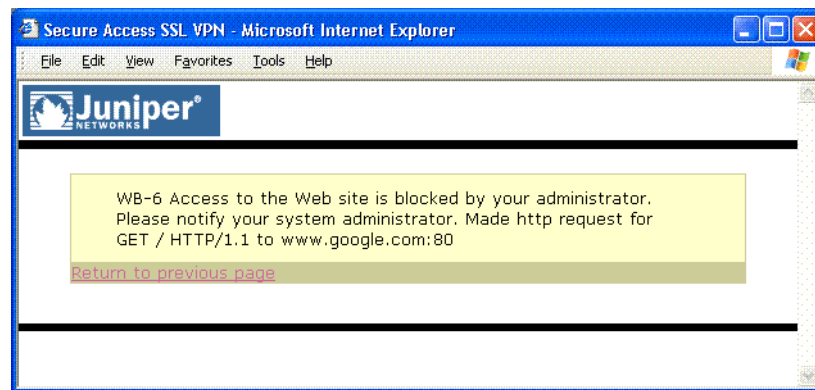 Secure Access SSL VPN - Microsoft Internet Explorer
File Edit View Favorites Tools Help
Juniper®
NETWORKS
WB-6 Access to the Web site is blocked by your administrator.
Please notify your system administrator. Made http request for
GET / HTTP/1.1 to www.google.com:80
Return to previous page